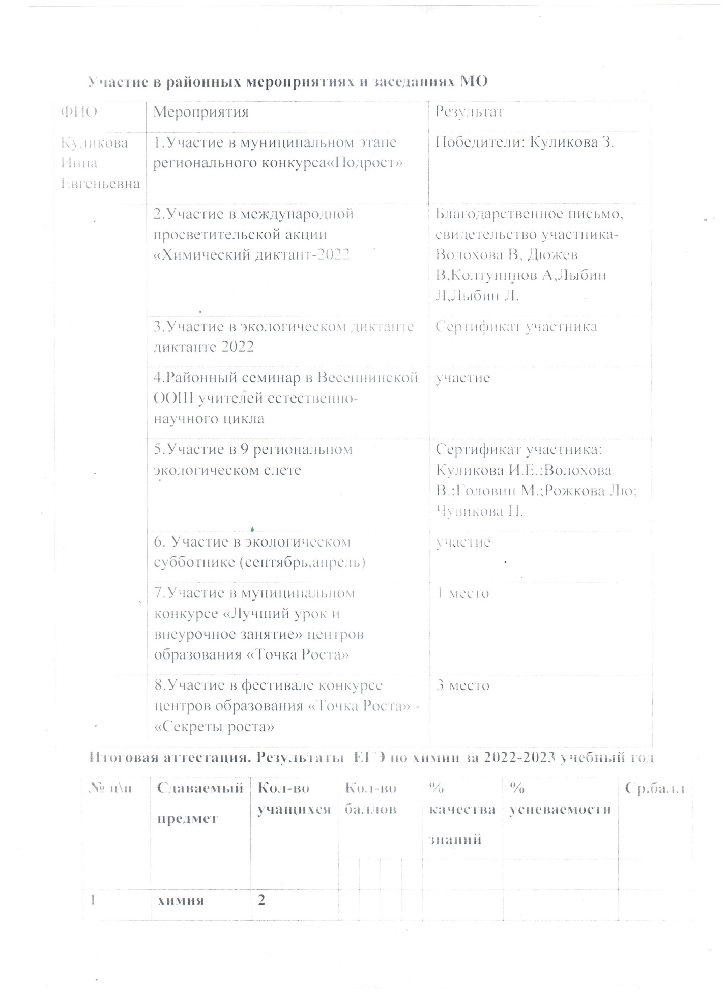 Участие в районных мероприятиях и заседаниях МО
ФИО Мероприятия Результат
Куликова 1.Участие в муниципальном этапе Победители: Куликова З.
Инна регионального конкурса«Подрост»
Евгеньевна
2.Участие в международной Благодарственное письмо,
просветительской акции свидетельство участника-
«Химический диктант-2022 Волохова В, Дюжев
В,Колтунинов А,Лыбин
Л,Лыбин Л.
3.Участие в экологическом диктанте Сертификат участника
диктанте 2022
4.Районный семинар в Весеннинской участие
ООШ учителей естественно-
научного цикла
5.Участие в 9 региональном Сертификат участника:
экологическом слете Куликова И.Е.;Волохова
В.;Головин М.;Рожкова Лю;
Чувикова П.
6. Участие в экологическом участие
субботнике (сентябрь,апрель)
7.Участие в муниципальном 1 место
конкурсе «Лучший урок и
внеурочное занятие» центров
образования «Точка Роста»
8.Участие в фестивале конкурсе 3 место
центров образования «Точка Роста» -
«Секреты роста»
Итоговая аттестация. Результаты ЕГЭ по химии за 2022-2023 учебный год
№ п\п Сдаваемый Кол-во Кол-во % % Ср.балл
учащихся баллов качества успеваемости
предмет
знаний
1 химия 2